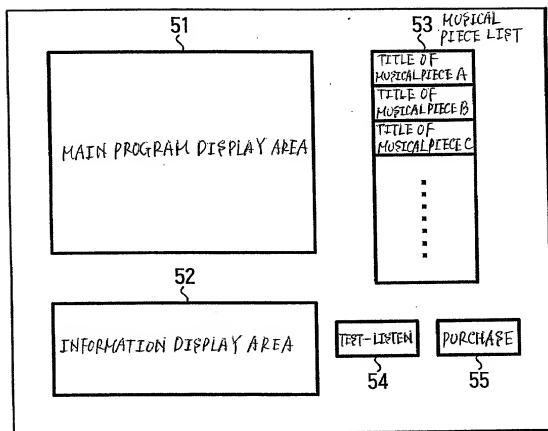 51
MAIN PROGRAM DISPLAY AREA
53 MUSICAL
PIECE LIST
TITLE OF
MUSICAL PIECE A
TITLE OF
MUSICAL PIECE B
TITLE OF
MUSICAL PIECE C
52
INFORMATION DISPLAY AREA
TEST-LISTEN
54
PURCHASE
55